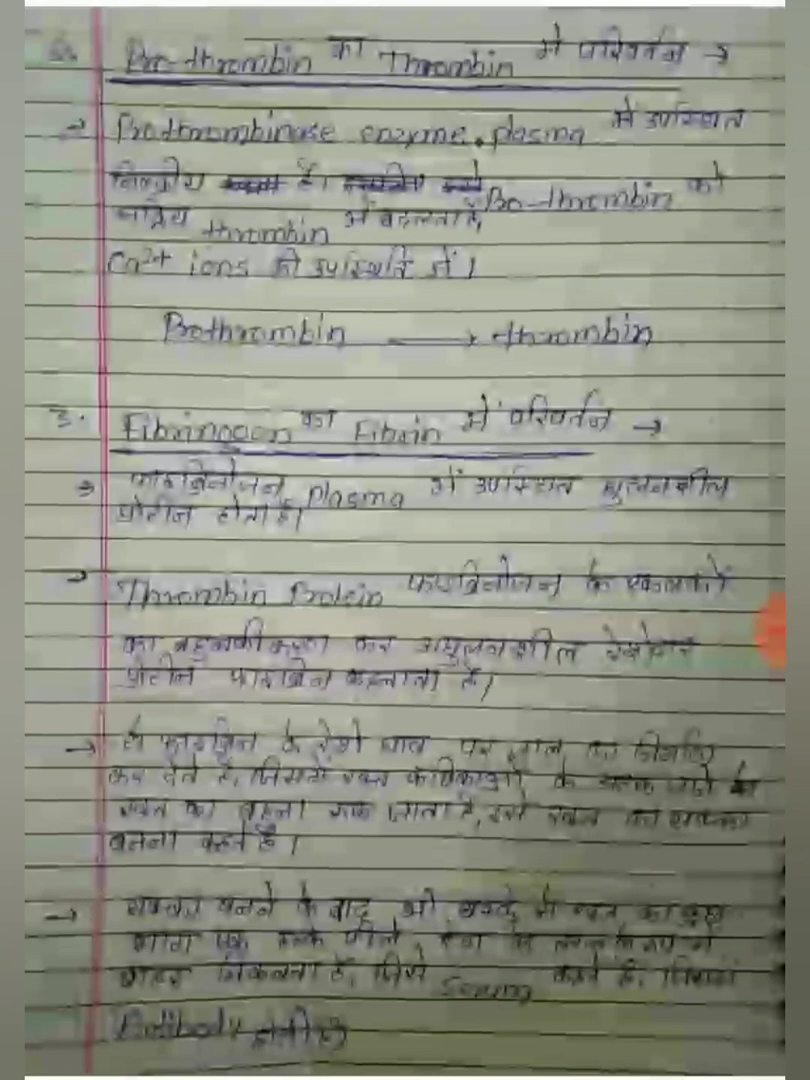 Pro-thrombin का Thrombin में परिवर्तन →
→ Prothrombinase enzyme, plasma में उपस्थित
निष्क्रिय है। Pro-thrombin को
सक्रिय thrombin में बदलता है,
Ca2+ ions की उपस्थिति में।
Prothrombin → thrombin
3. Fibrinogen का Fibrin में परिवर्तन →
→ फाइब्रिनोजन plasma में उपस्थित घुलनशील
प्रोटीन होता है।
→ Thrombin Protein फाइब्रिनोजन के एकलकों
का बहुलकीकरण कर अघुलनशील रेशेदार
प्रोटीन फाइब्रिन कहलाता है।
→ फाइब्रिन के रेशे घाव पर जाल का निर्माण
कर देते हैं, जिसमें रक्त कणिकाओं के
रक्त का बहना रुक जाता है, इसे रक्त का थक्का
बनना कहते हैं।
→ थक्का बनने के बाद भी रक्त का कुछ
भाग एक हल्के पीले रंग के के रूप में
बाहर निकलता है, जिसे Serum कहते हैं, जिसमें
Antibody होती है